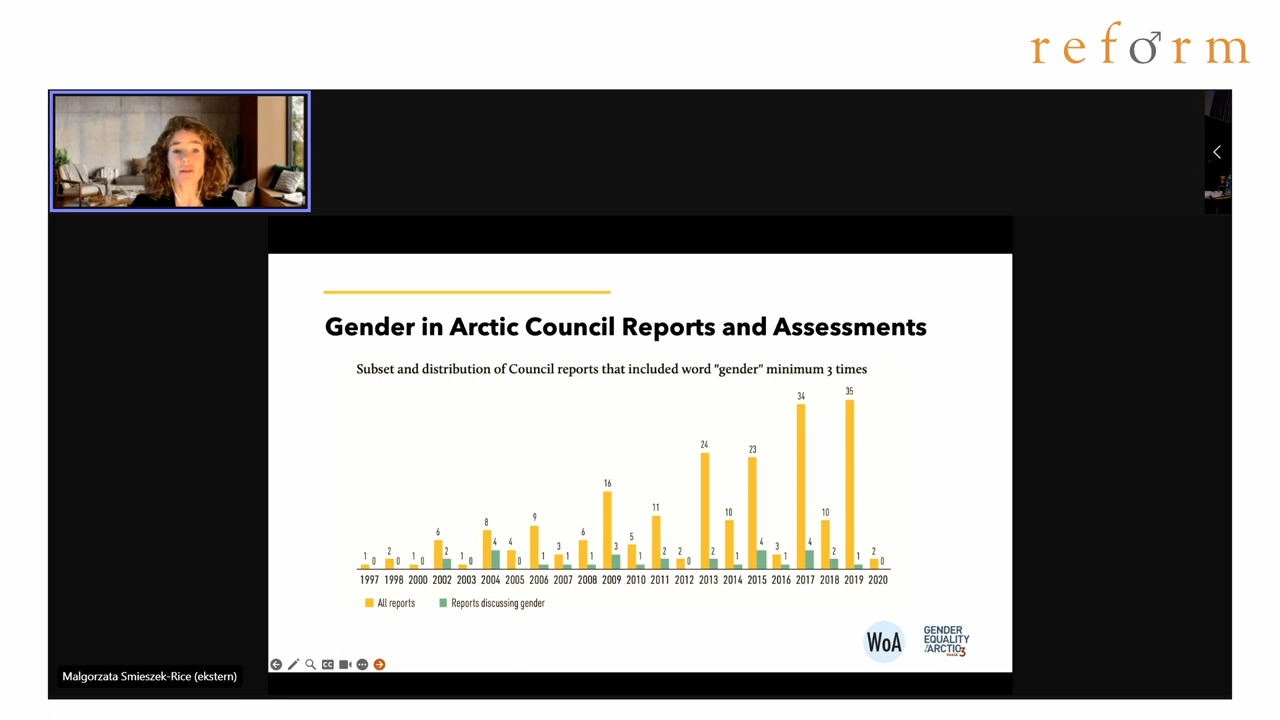 reform
Gender in Arctic Council Reports and Assessments
Subset and distribution of Council reports that included word "gender" minimum 3 times
1 0 2 0 1 0 6 2 1 0 8 4 4 0 9 1 3 1 6 1 16 3 5 1 11 2 2 0 24 2 10 1 23 4 3 1 34 4 10 2 35 1 2 0
1997 1998 2000 2002 2003 2004 2005 2006 2007 2008 2009 2010 2011 2012 2013 2014 2015 2016 2017 2018 2019 2020
All reports Reports discussing gender
WoA
GENDER
EQUALITY
ARCTIC
PHASE 3
CC
Malgorzata Smieszek-Rice (ekstern)